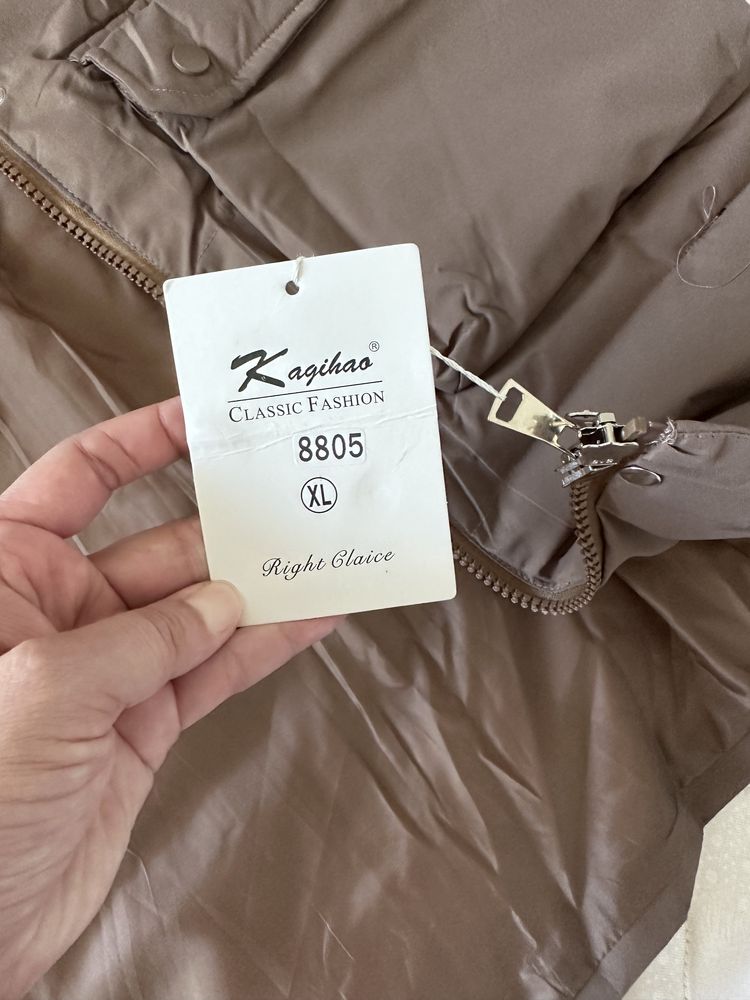 Kagihao®
CLASSIC FASHION
8805
XL
Right Claice